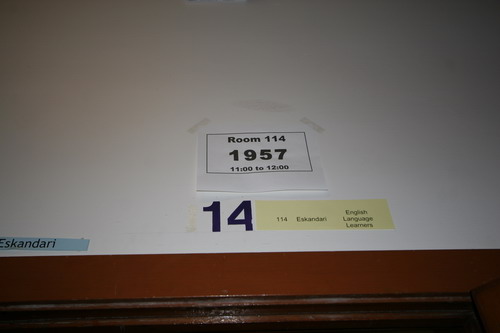 Room 114
1957
11:00 to 12:00
14
114 Eskandari English Language Learners
Eskandari